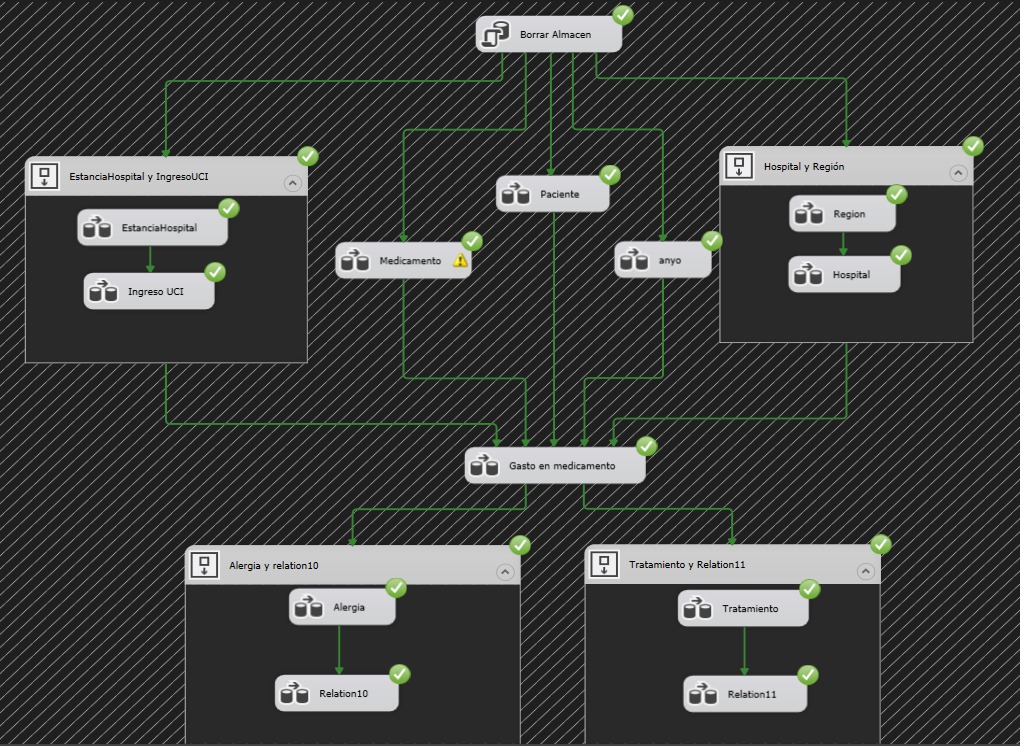 Borrar Almacen
EstanciaHospital y IngresoUCI
Hospital y Región
Paciente
Region
EstanciaHospital
Medicamento
anyo
Hospital
Ingreso UCI
Gasto en medicamento
Alergia y relation10
Tratamiento y Relation11
Alergia
Tratamiento
Relation10
Relation11